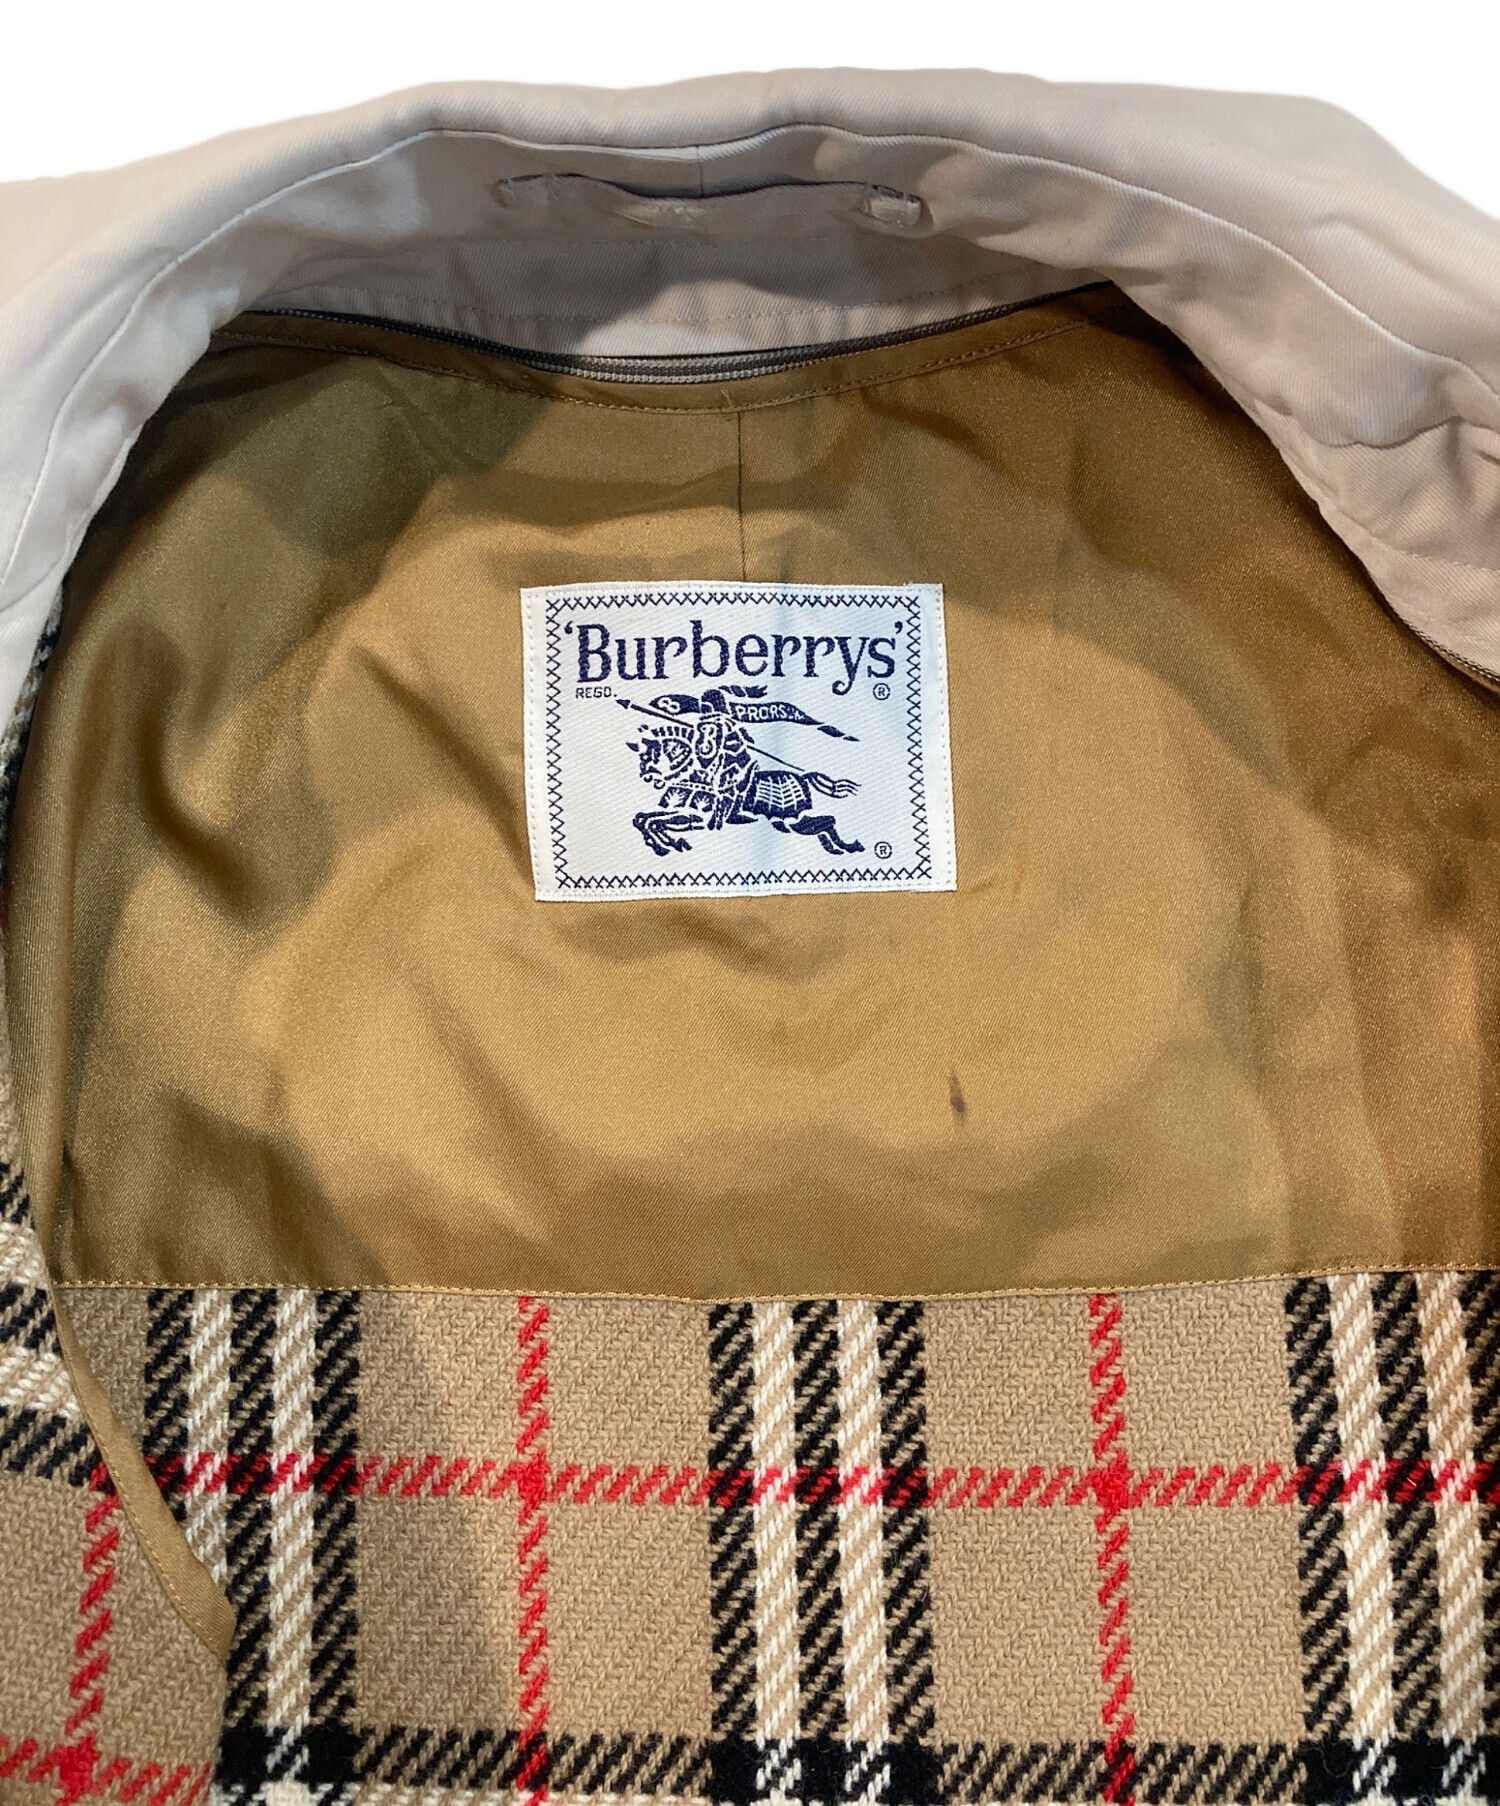 'Burberrys'
REGD. ®
B PRORSUM
®